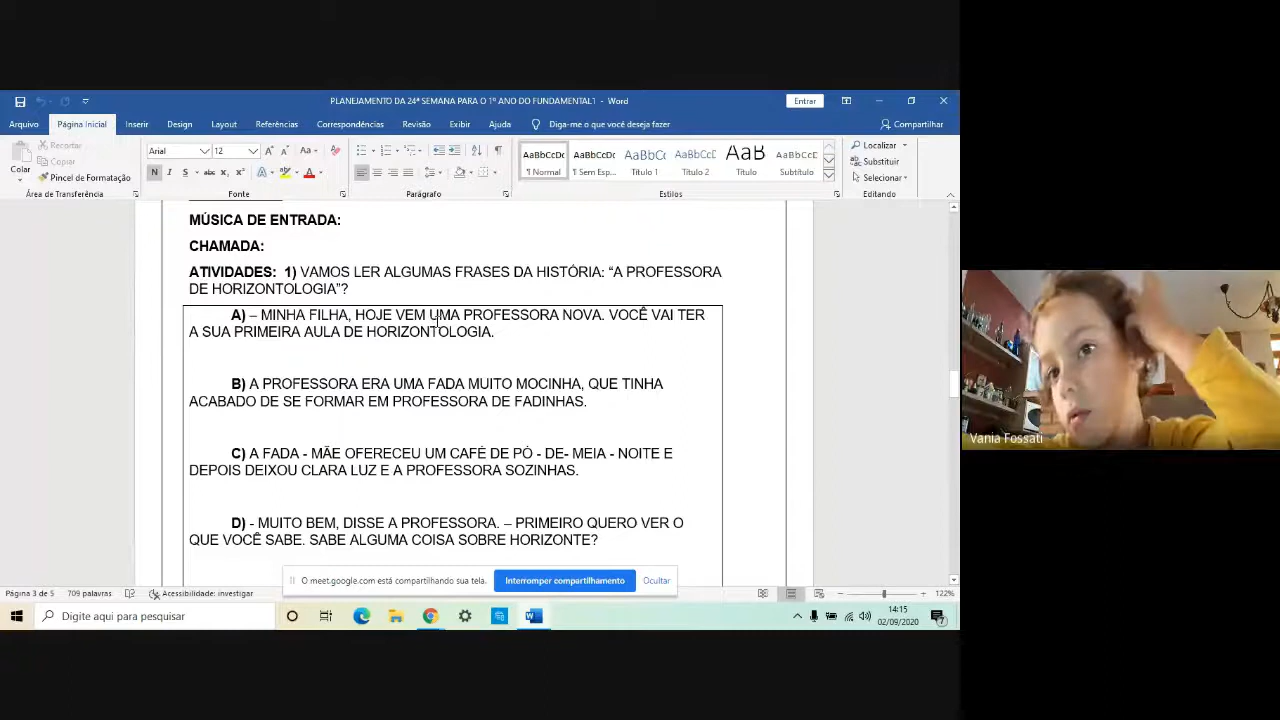 PLANEJAMENTO DA 24ª SEMANA PARA O 1º ANO DO FUNDAMENTAL1 - Word
Entrar
Arquivo Página Inicial Inserir Design Layout Referências Correspondências Revisão Exibir Ajuda Diga-me o que você deseja fazer Compartilhar
Colar
Recortar
Copiar
Pincel de Formatação
Área de Transferência
Arial 12
Fonte
Parágrafo
AaBbCcDc AaBbCcDc AaBbCcD AaBbCcD AaB AaBbCcD
¶ Normal ¶ Sem Esp... Título 1 Título 2 Título Subtítulo
Estilos
Localizar
Substituir
Selecionar
Editando
MÚSICA DE ENTRADA:
CHAMADA:
ATIVIDADES: 1) VAMOS LER ALGUMAS FRASES DA HISTÓRIA: “A PROFESSORA
DE HORIZONTOLOGIA”?
A) – MINHA FILHA, HOJE VEM UMA PROFESSORA NOVA. VOCÊ VAI TER
A SUA PRIMEIRA AULA DE HORIZONTOLOGIA.
B) A PROFESSORA ERA UMA FADA MUITO MOCINHA, QUE TINHA
ACABADO DE SE FORMAR EM PROFESSORA DE FADINHAS.
C) A FADA - MÃE OFERECEU UM CAFÉ DE PÓ - DE- MEIA - NOITE E
DEPOIS DEIXOU CLARA LUZ E A PROFESSORA SOZINHAS.
D) - MUITO BEM, DISSE A PROFESSORA. – PRIMEIRO QUERO VER O
QUE VOCÊ SABE. SABE ALGUMA COISA SOBRE HORIZONTE?
O meet.google.com está compartilhando sua tela. Interromper compartilhamento Ocultar
Página 3 de 5 709 palavras Acessibilidade: investigar 122%
Digite aqui para pesquisar
14:15
02/09/2020
Vania Fossati